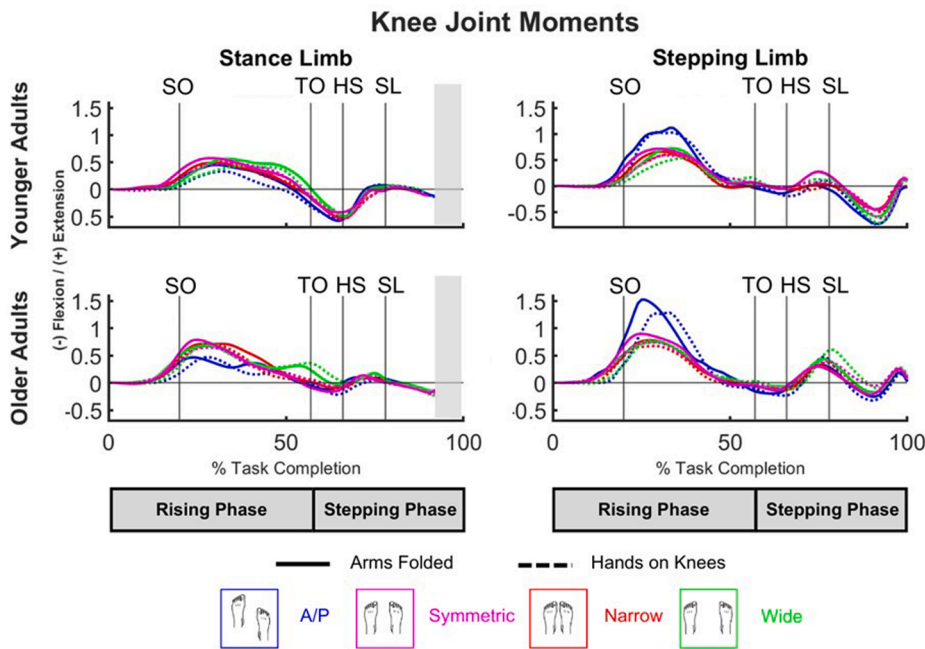 Knee Joint Moments
Stance Limb
Stepping Limb
Younger Adults
Older Adults
(-) Flexion / (+) Extension
SO TO HS SL
SO TO HS SL
1.5
1
0.5
0
0.5
1.5
1
0.5
0
-0.5
SO TO HS SL
SO TO HS SL
1.5
1
0.5
0
-0.5
1.5
1
0.5
0
0.5
0 50 100
0 50 100
% Task Completion
% Task Completion
Rising Phase Stepping Phase
Rising Phase Stepping Phase
Arms Folded Hands on Knees
A/P Symmetric Narrow Wide